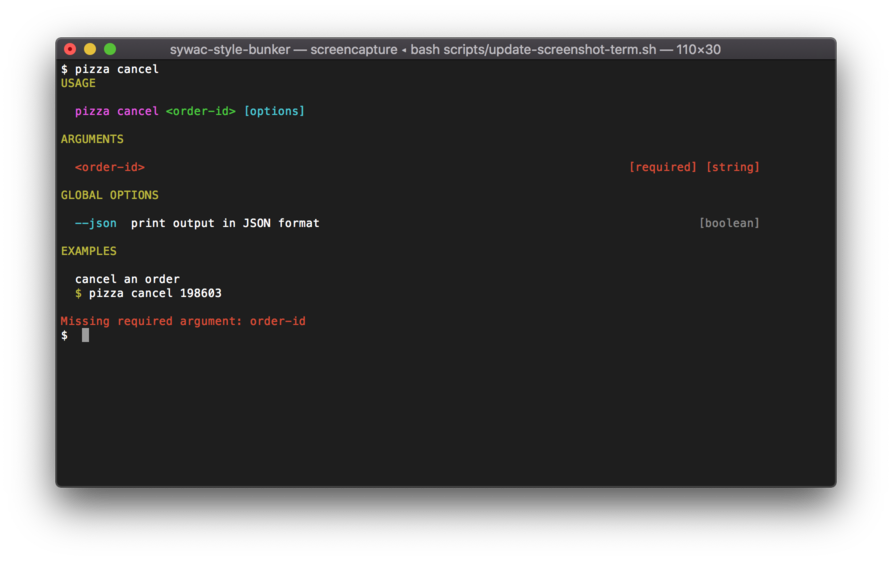 sywac-style-bunker — screencapture ◂ bash scripts/update-screenshot-term.sh — 110×30
$ pizza cancel
USAGE
pizza cancel <order-id> [options]
ARGUMENTS
<order-id> [required] [string]
GLOBAL OPTIONS
--json print output in JSON format [boolean]
EXAMPLES
cancel an order
$ pizza cancel 198603
Missing required argument: order-id
$